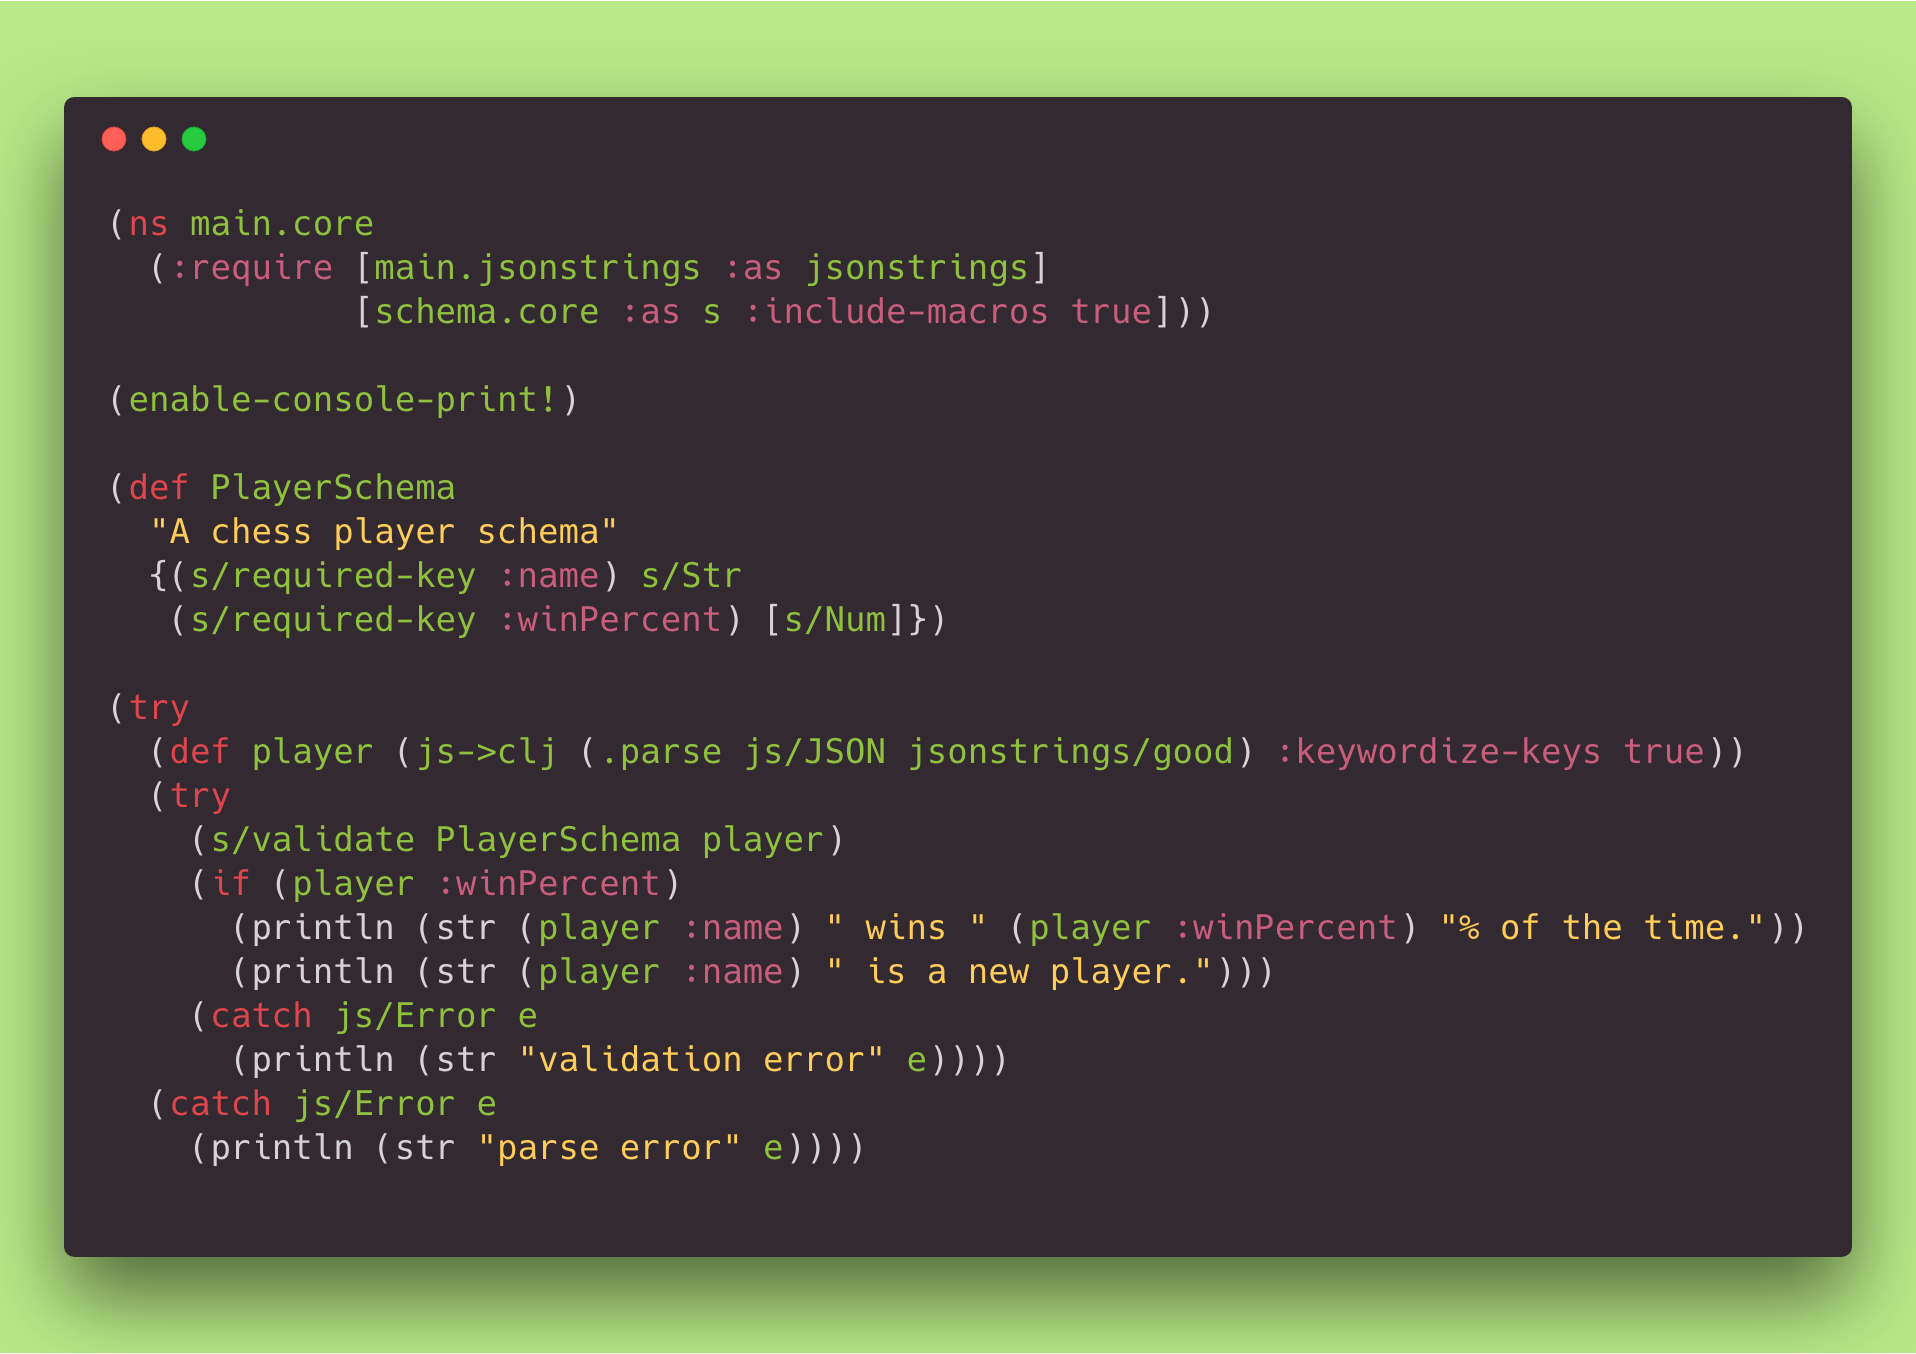 (ns main.core
  (:require [main.jsonstrings :as jsonstrings]
            [schema.core :as s :include-macros true]))

(enable-console-print!)

(def PlayerSchema
  "A chess player schema"
  {(s/required-key :name) s/Str
   (s/required-key :winPercent) [s/Num]})

(try
  (def player (js->clj (.parse js/JSON jsonstrings/good) :keywordize-keys true))
  (try
    (s/validate PlayerSchema player)
    (if (player :winPercent)
      (println (str (player :name) " wins " (player :winPercent) "% of the time."))
      (println (str (player :name) " is a new player.")))
    (catch js/Error e
      (println (str "validation error" e))))
  (catch js/Error e
    (println (str "parse error" e))))